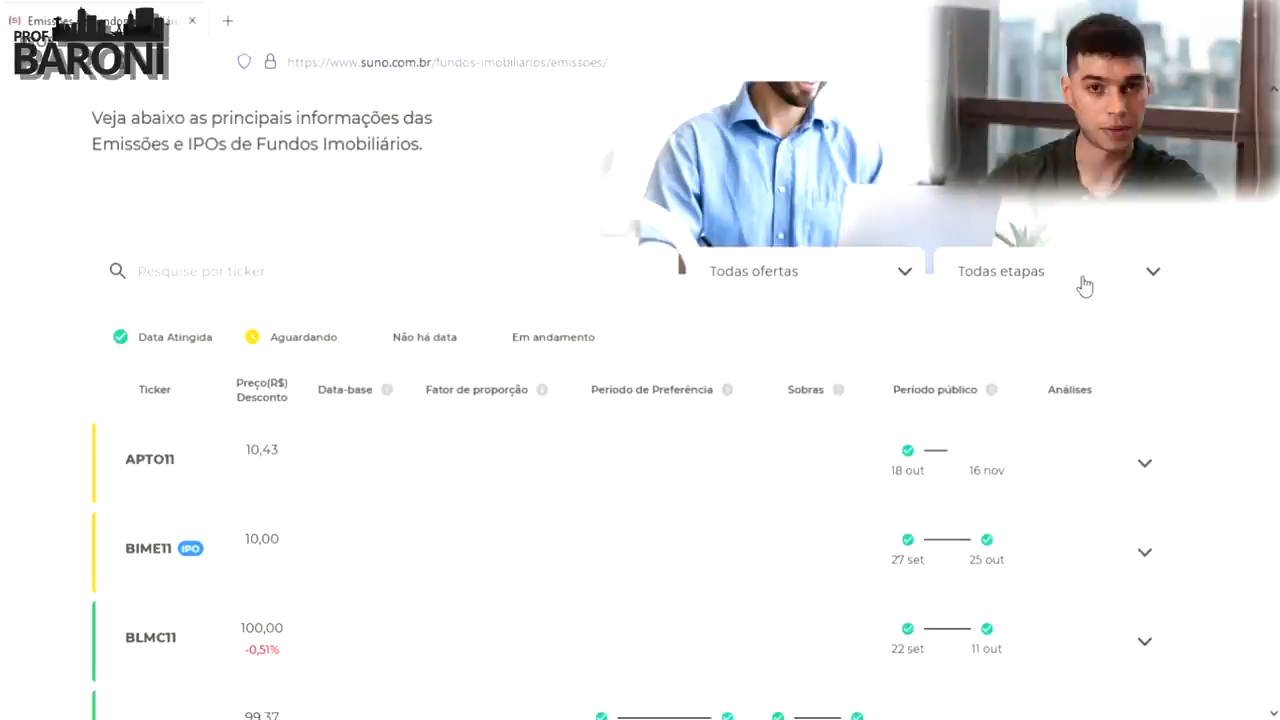 Emissões
PROF.
BARONI
https://www.suno.com.br/fundos-imobiliarios/emissoes/
Veja abaixo as principais informações das
Emissões e IPOs de Fundos Imobiliários.
Pesquise por ticker
Todas ofertas
Todas etapas
Data Atingida
Aguardando
Não há data
Em andamento
Ticker
Preço(R$)
Desconto
Data-base
Fator de proporção
Período de Preferência
Sobras
Período público
Análises
APTO11
10,43
18 out
16 nov
BIME11 IPO
10,00
27 set
25 out
BLMC11
100,00
-0,51%
22 set
11 out
99,37